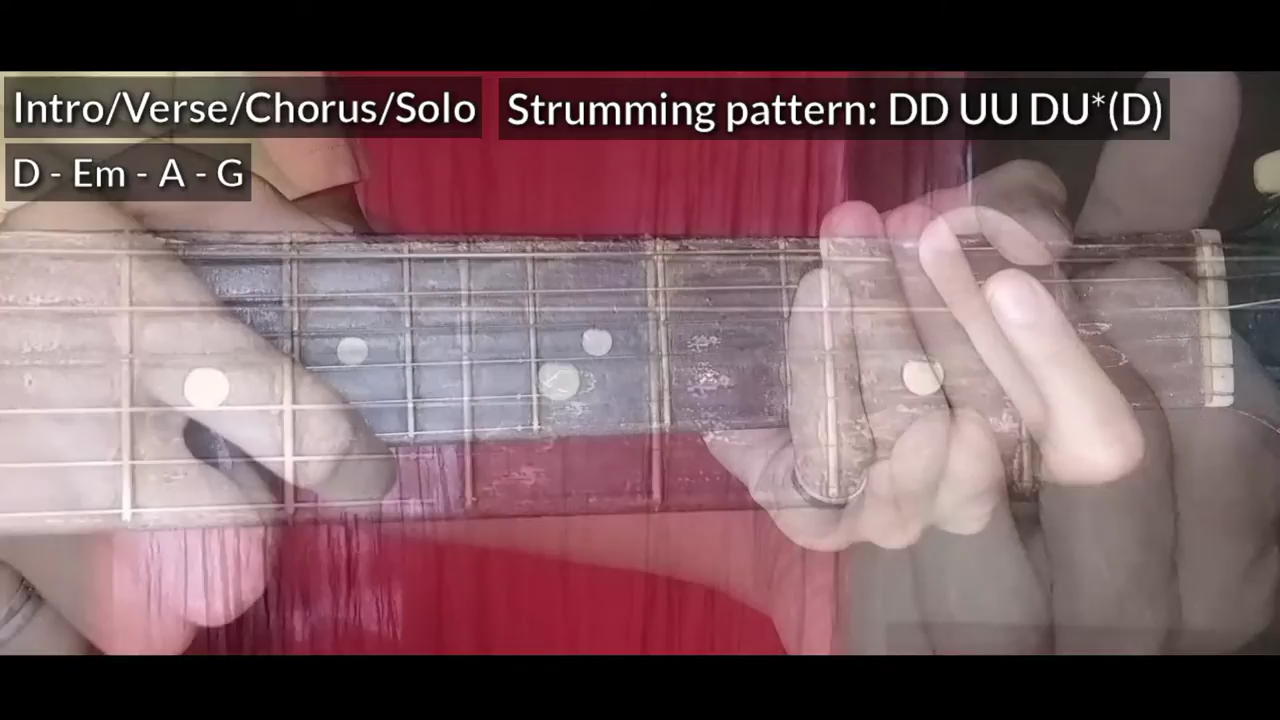 Intro/Verse/Chorus/Solo
Strumming pattern: DD UU DU*(D)
D - Em - A - G